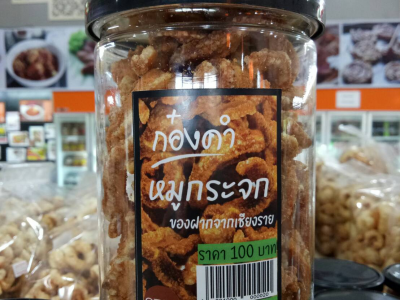 ก๋องคำ
หมูกระจก
ของฝากจากเชียงราย
ราคา 100 บาท